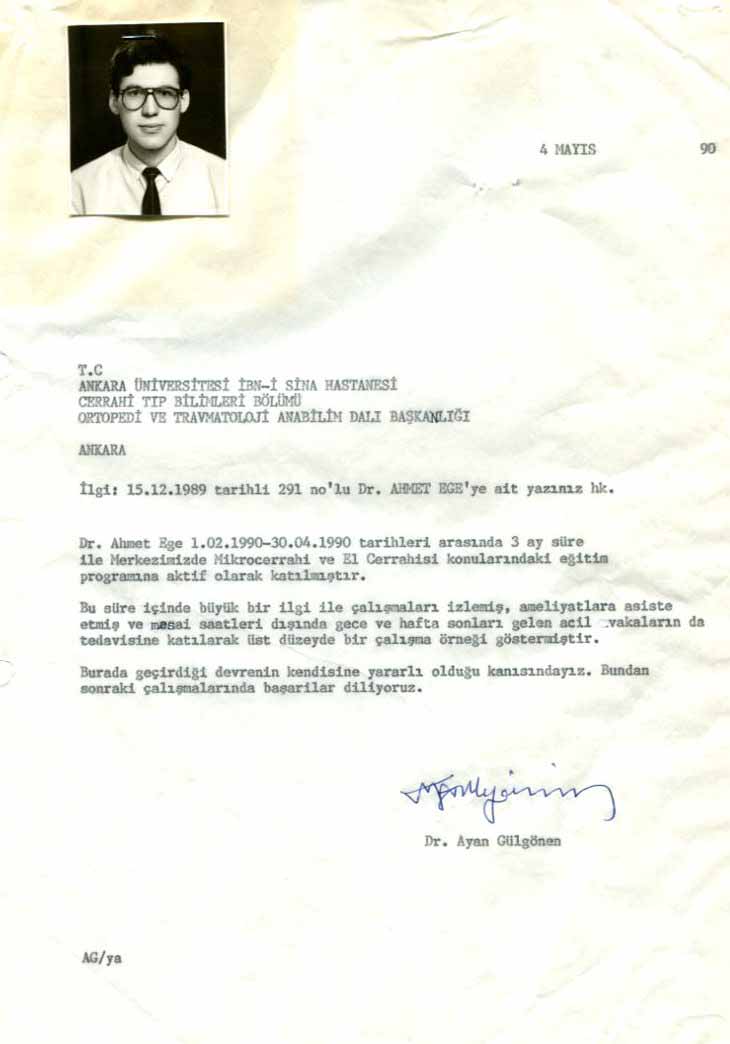 4 MAYIS 90
T.C
ANKARA ÜNİVERSİTESİ İBN-İ SİNA HASTANESİ
CERRAHİ TIP BİLİMLERİ BÖLÜMÜ
ORTOPEDİ VE TRAVMATOLOJİ ANABİLİM DALI BAŞKANLIĞI
ANKARA
İlgi: 15.12.1989 tarihli 291 no'lu Dr. AHMET EGE'ye ait yazınız hk.
Dr. Ahmet Ege 1.02.1990-30.04.1990 tarihleri arasında 3 ay süre
ile Merkezimizde Mikrocerrahi ve El Cerrahisi konularındaki eğitim
programına aktif olarak katılmıştır.
Bu süre içinde büyük bir ilgi ile çalışmaları izlemiş, ameliyatlara asiste
etmiş ve mesai saatleri dışında gece ve hafta sonları gelen acil vakaların da
tedavisine katılarak üst düzeyde bir çalışma örneği göstermiştir.
Burada geçirdiği devrenin kendisine yararlı olduğu kanısındayız. Bundan
sonraki çalışmalarında başarilar diliyoruz.
Dr. Ayan Gülgönen
AG/ya